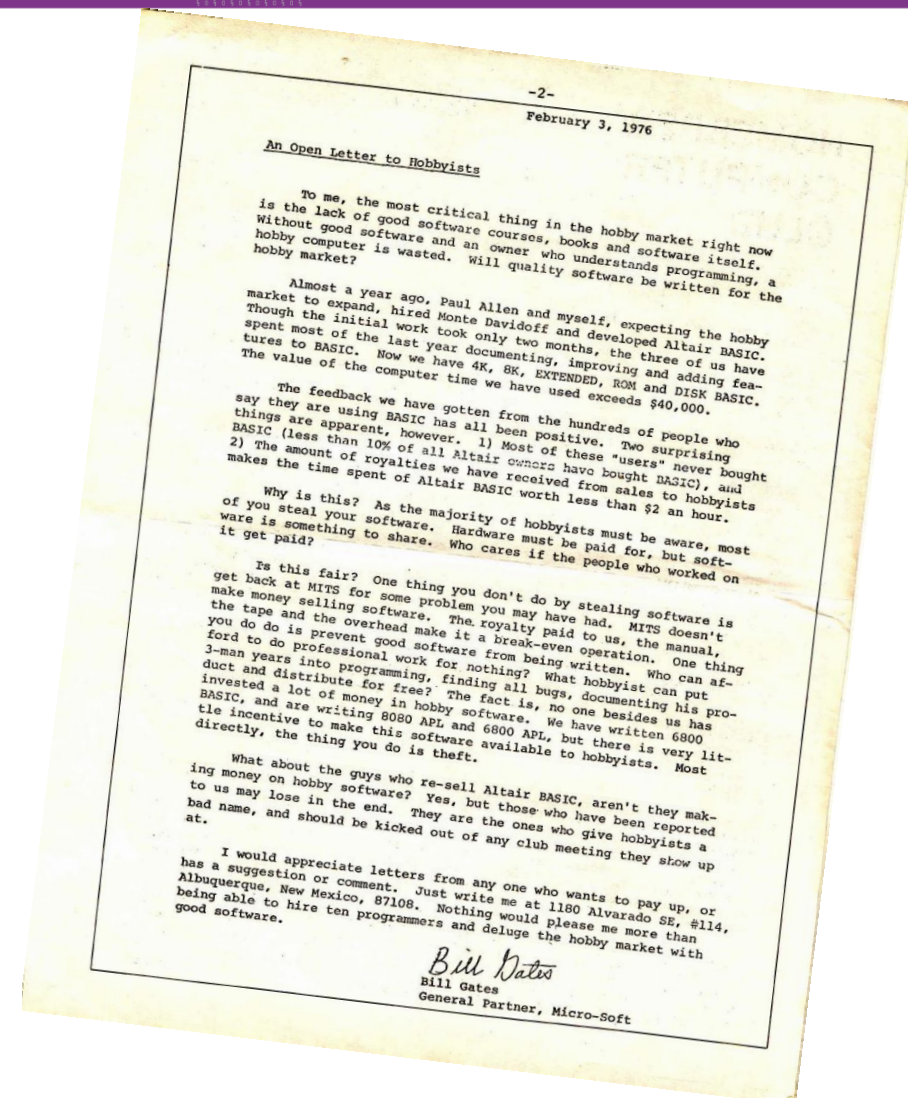 -2-
February 3, 1976
An Open Letter to Hobbyists
To me, the most critical thing in the hobby market right now
is the lack of good software courses, books and software itself.
Without good software and an owner who understands programming, a
hobby computer is wasted. Will quality software be written for the
hobby market?
Almost a year ago, Paul Allen and myself, expecting the hobby
market to expand, hired Monte Davidoff and developed Altair BASIC.
Though the initial work took only two months, the three of us have
spent most of the last year documenting, improving and adding fea-
tures to BASIC. Now we have 4K, 8K, EXTENDED, ROM and DISK BASIC.
The value of the computer time we have used exceeds $40,000.
The feedback we have gotten from the hundreds of people who
say they are using BASIC has all been positive. Two surprising
things are apparent, however. 1) Most of these "users" never bought
BASIC (less than 10% of all Altair owners have bought BASIC), and
2) The amount of royalties we have received from sales to hobbyists
makes the time spent of Altair BASIC worth less than $2 an hour.
Why is this? As the majority of hobbyists must be aware, most
of you steal your software. Hardware must be paid for, but soft-
ware is something to share. Who cares if the people who worked on
it get paid?
Is this fair? One thing you don't do by stealing software is
get back at MITS for some problem you may have had. MITS doesn't
make money selling software. The royalty paid to us, the manual,
the tape and the overhead make it a break-even operation. One thing
you do do is prevent good software from being written. Who can af-
ford to do professional work for nothing? What hobbyist can put
3-man years into programming, finding all bugs, documenting his pro-
duct and distribute for free? The fact is, no one besides us has
invested a lot of money in hobby software. We have written 6800
BASIC, and are writing 8080 APL and 6800 APL, but there is very lit-
tle incentive to make this software available to hobbyists. Most
directly, the thing you do is theft.
What about the guys who re-sell Altair BASIC, aren't they mak-
ing money on hobby software? Yes, but those who have been reported
to us may lose in the end. They are the ones who give hobbyists a
bad name, and should be kicked out of any club meeting they show up
at.
I would appreciate letters from any one who wants to pay up, or
has a suggestion or comment. Just write me at 1180 Alvarado SE, #114,
Albuquerque, New Mexico, 87108. Nothing would please me more than
being able to hire ten programmers and deluge the hobby market with
good software.
Bill Gates
Bill Gates
General Partner, Micro-Soft